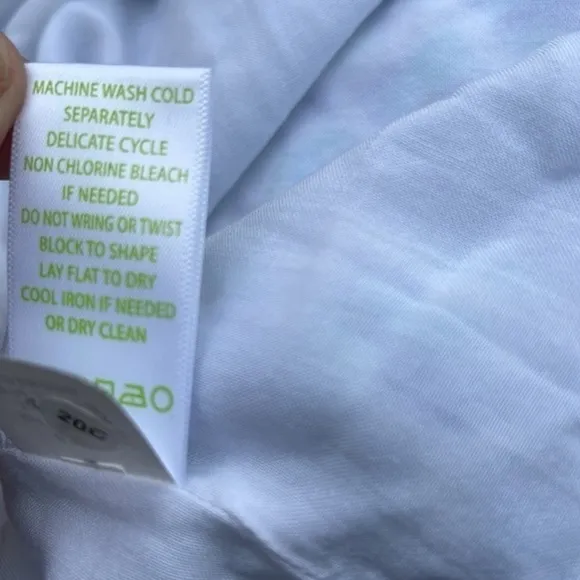 MACHINE WASH COLD
SEPARATELY
DELICATE CYCLE
NON CHLORINE BLEACH
IF NEEDED
DO NOT WRING OR TWIST
BLOCK TO SHAPE
LAY FLAT TO DRY
COOL IRON IF NEEDED
OR DRY CLEAN